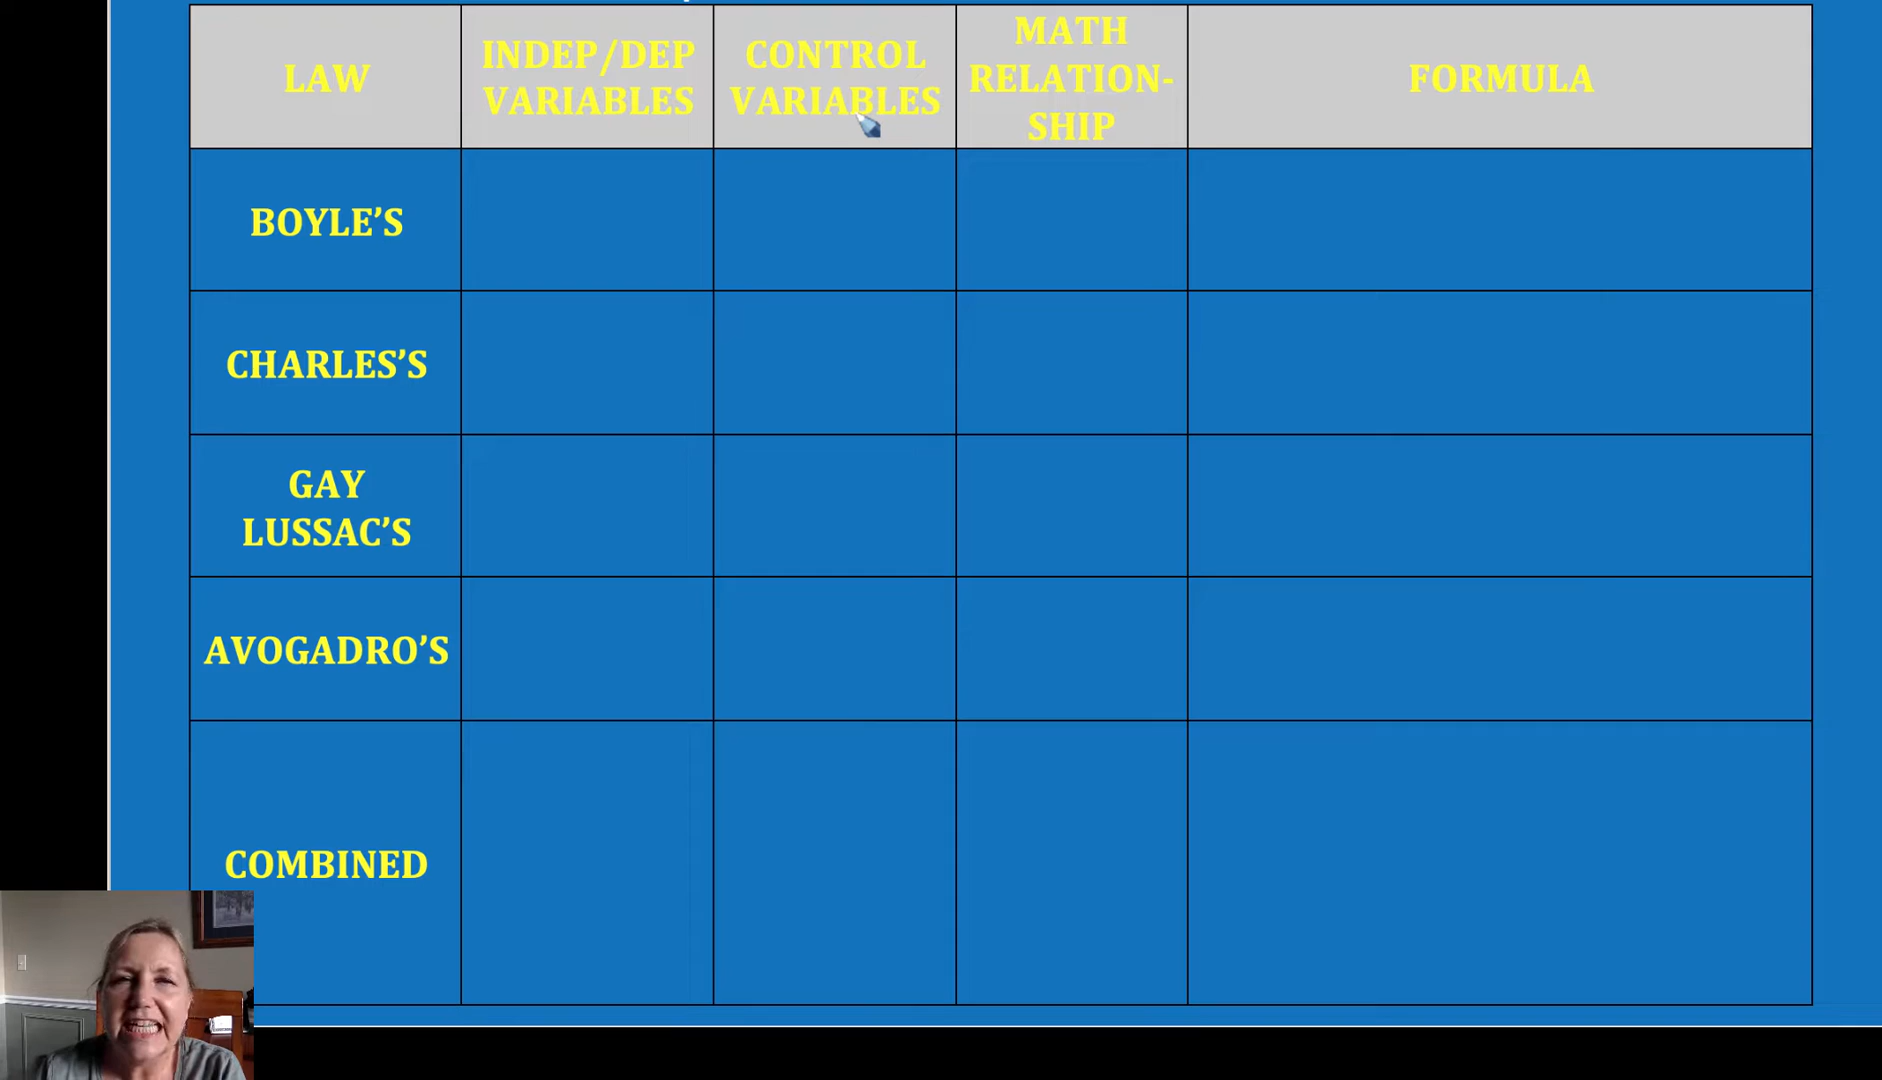 LAW
INDEP/DEP
VARIABLES
CONTROL
VARIABLES
MATH
RELATION-
SHIP
FORMULA
BOYLE’S
CHARLES’S
GAY
LUSSAC’S
AVOGADRO’S
COMBINED